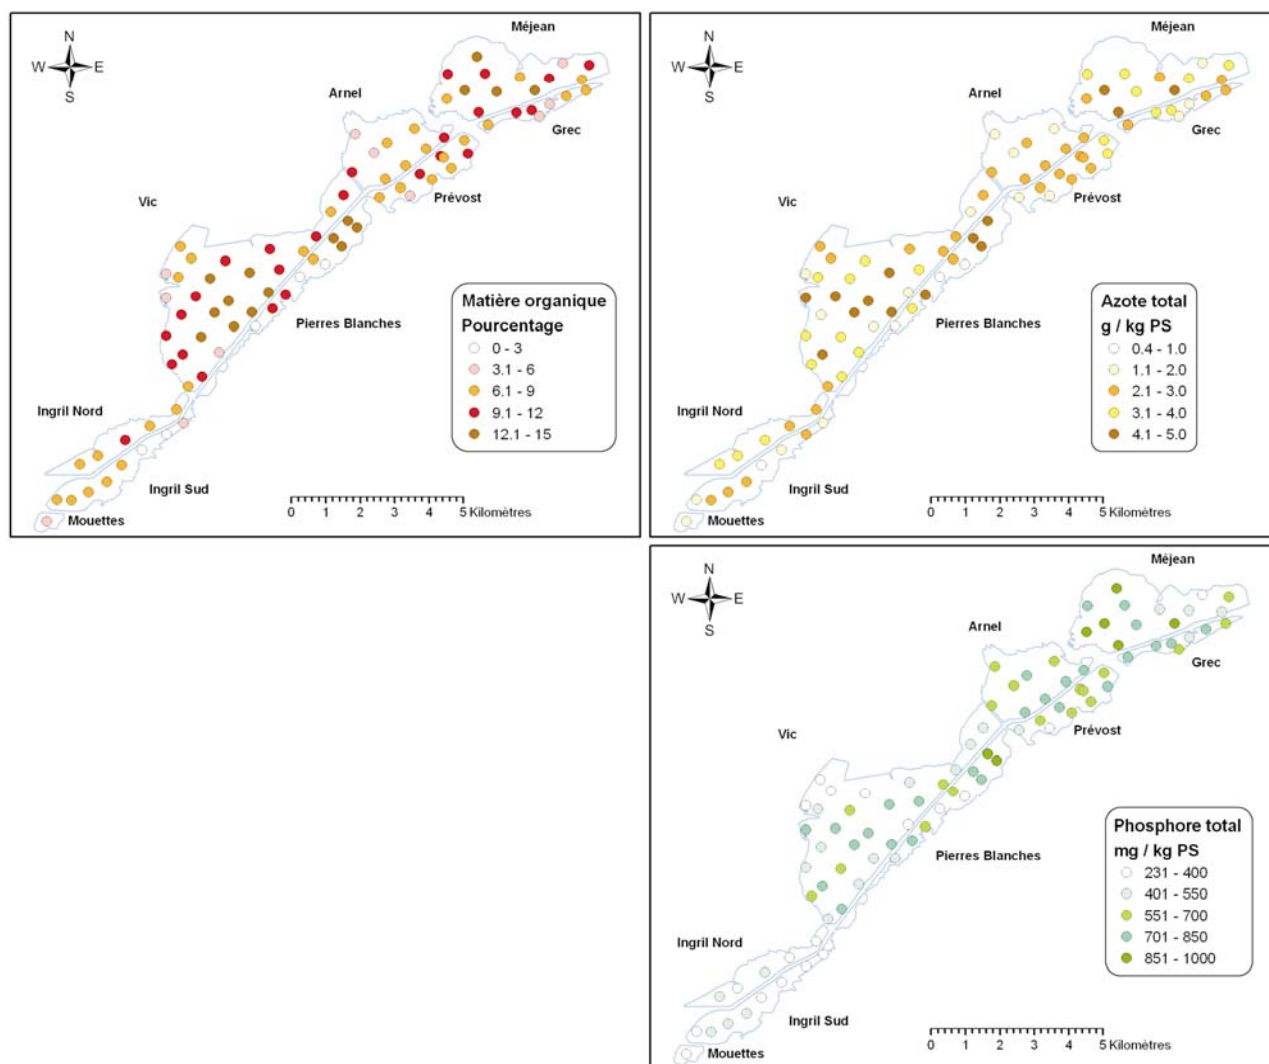 Méjean
N
W E
S
Arnel
Grec
Vic
Prévost
Matière organique
Pourcentage
0 - 3
3.1 - 6
6.1 - 9
9.1 - 12
12.1 - 15
Pierres Blanches
Ingril Nord
Ingril Sud
Mouettes
0 1 2 3 4 5 Kilomètres
Méjean
N
W E
S
Arnel
Grec
Vic
Prévost
Azote total
g / kg PS
0.4 - 1.0
1.1 - 2.0
2.1 - 3.0
3.1 - 4.0
4.1 - 5.0
Pierres Blanches
Ingril Nord
Ingril Sud
Mouettes
0 1 2 3 4 5 Kilomètres
Méjean
N
W E
S
Arnel
Grec
Vic
Prévost
Phosphore total
mg / kg PS
231 - 400
401 - 550
551 - 700
701 - 850
851 - 1000
Pierres Blanches
Ingril Nord
Ingril Sud
Mouettes
0 1 2 3 4 5 Kilomètres